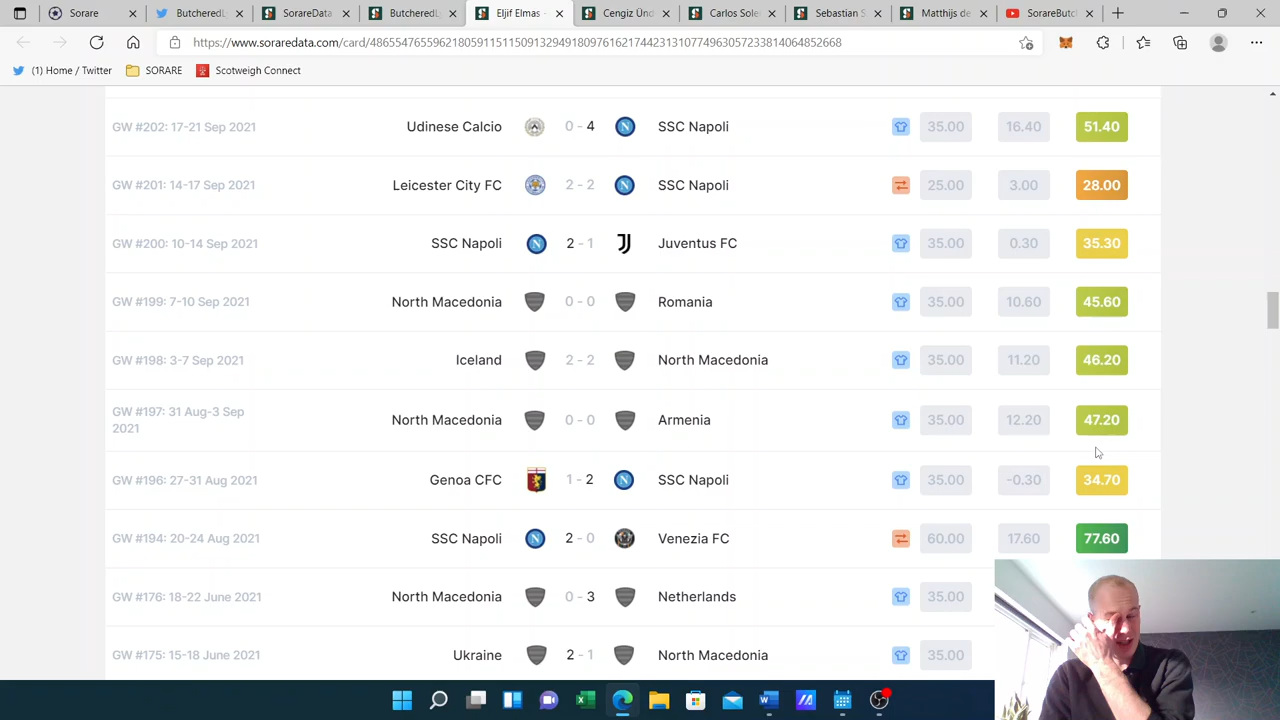 Sorare
ButcheredLy
SorareData
ButcheredL
Eljif Elmas -
Cengiz Ünd
Carlos Sole
Sebastian S
Matthijs de
SorareButc
https://www.soraredata.com/card/48655476559621805911511509132949180976162174423131077496305723381406485266​8
(1) Home / Twitter SORARE Scotweigh Connect
GW #202: 17-21 Sep 2021 Udinese Calcio 0 - 4 SSC Napoli 35.00 16.40 51.40
GW #201: 14-17 Sep 2021 Leicester City FC 2 - 2 SSC Napoli 25.00 3.00 28.00
GW #200: 10-14 Sep 2021 SSC Napoli 2 - 1 Juventus FC 35.00 0.30 35.30
GW #199: 7-10 Sep 2021 North Macedonia 0 - 0 Romania 35.00 10.60 45.60
GW #198: 3-7 Sep 2021 Iceland 2 - 2 North Macedonia 35.00 11.20 46.20
GW #197: 31 Aug-3 Sep
2021 North Macedonia 0 - 0 Armenia 35.00 12.20 47.20
GW #196: 27-31 Aug 2021 Genoa CFC 1 - 2 SSC Napoli 35.00 -0.30 34.70
GW #194: 20-24 Aug 2021 SSC Napoli 2 - 0 Venezia FC 60.00 17.60 77.60
GW #176: 18-22 June 2021 North Macedonia 0 - 3 Netherlands 35.00
GW #175: 15-18 June 2021 Ukraine 2 - 1 North Macedonia 35.00